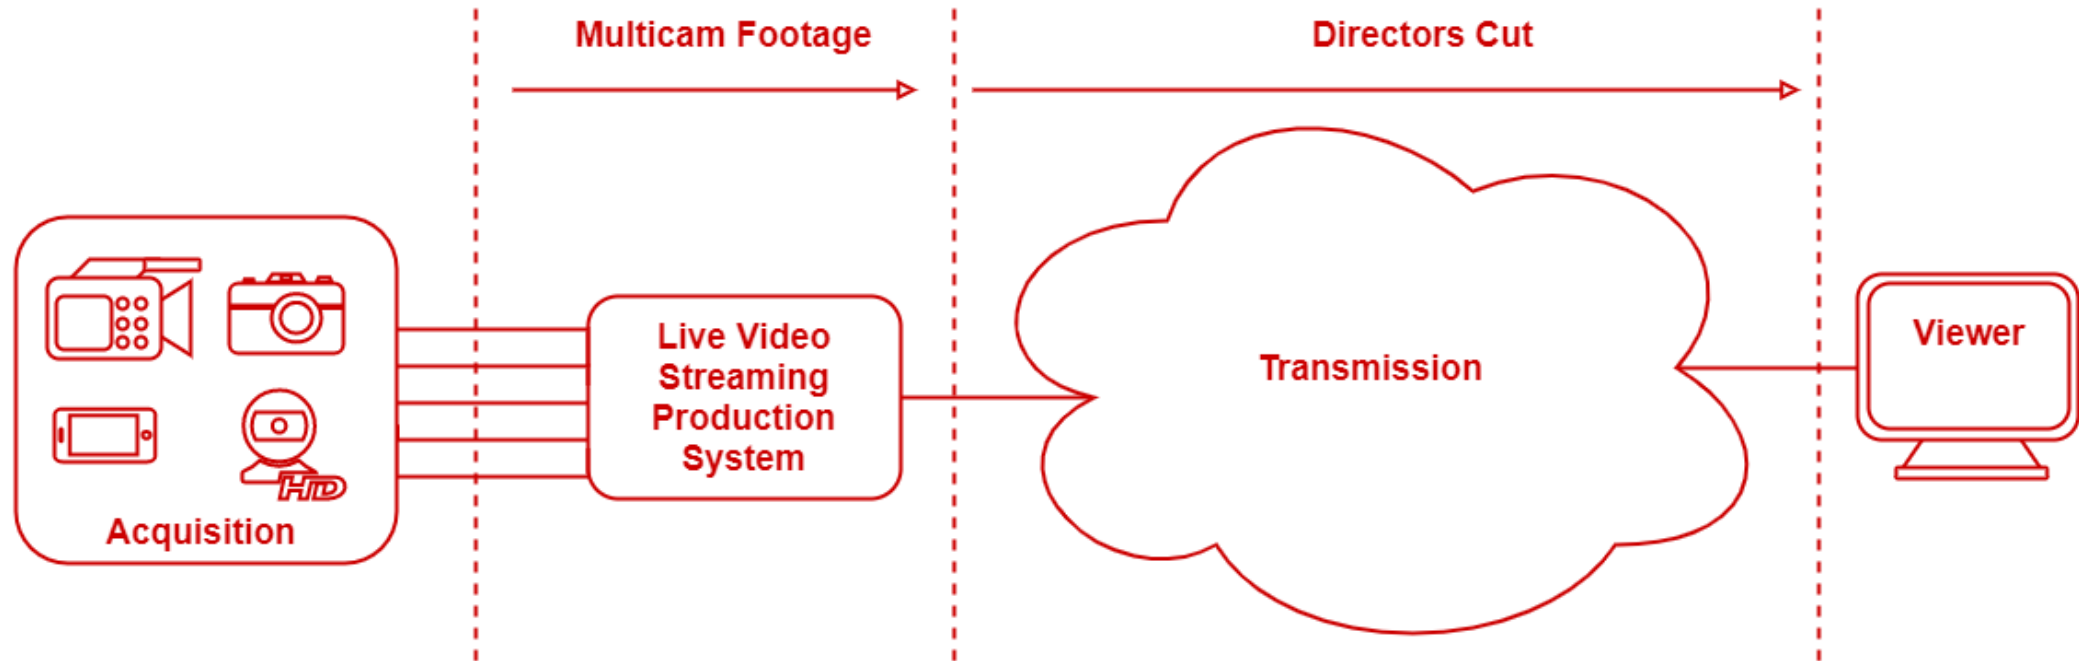 Multicam Footage
Directors Cut
Live Video
Streaming
Production
System
Transmission
Viewer
HD
Acquisition